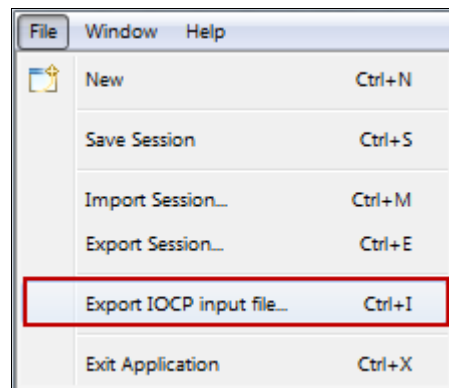 File Window Help
New Ctrl+N
Save Session Ctrl+S
Import Session... Ctrl+M
Export Session... Ctrl+E
Export IOCP input file... Ctrl+I
Exit Application Ctrl+X